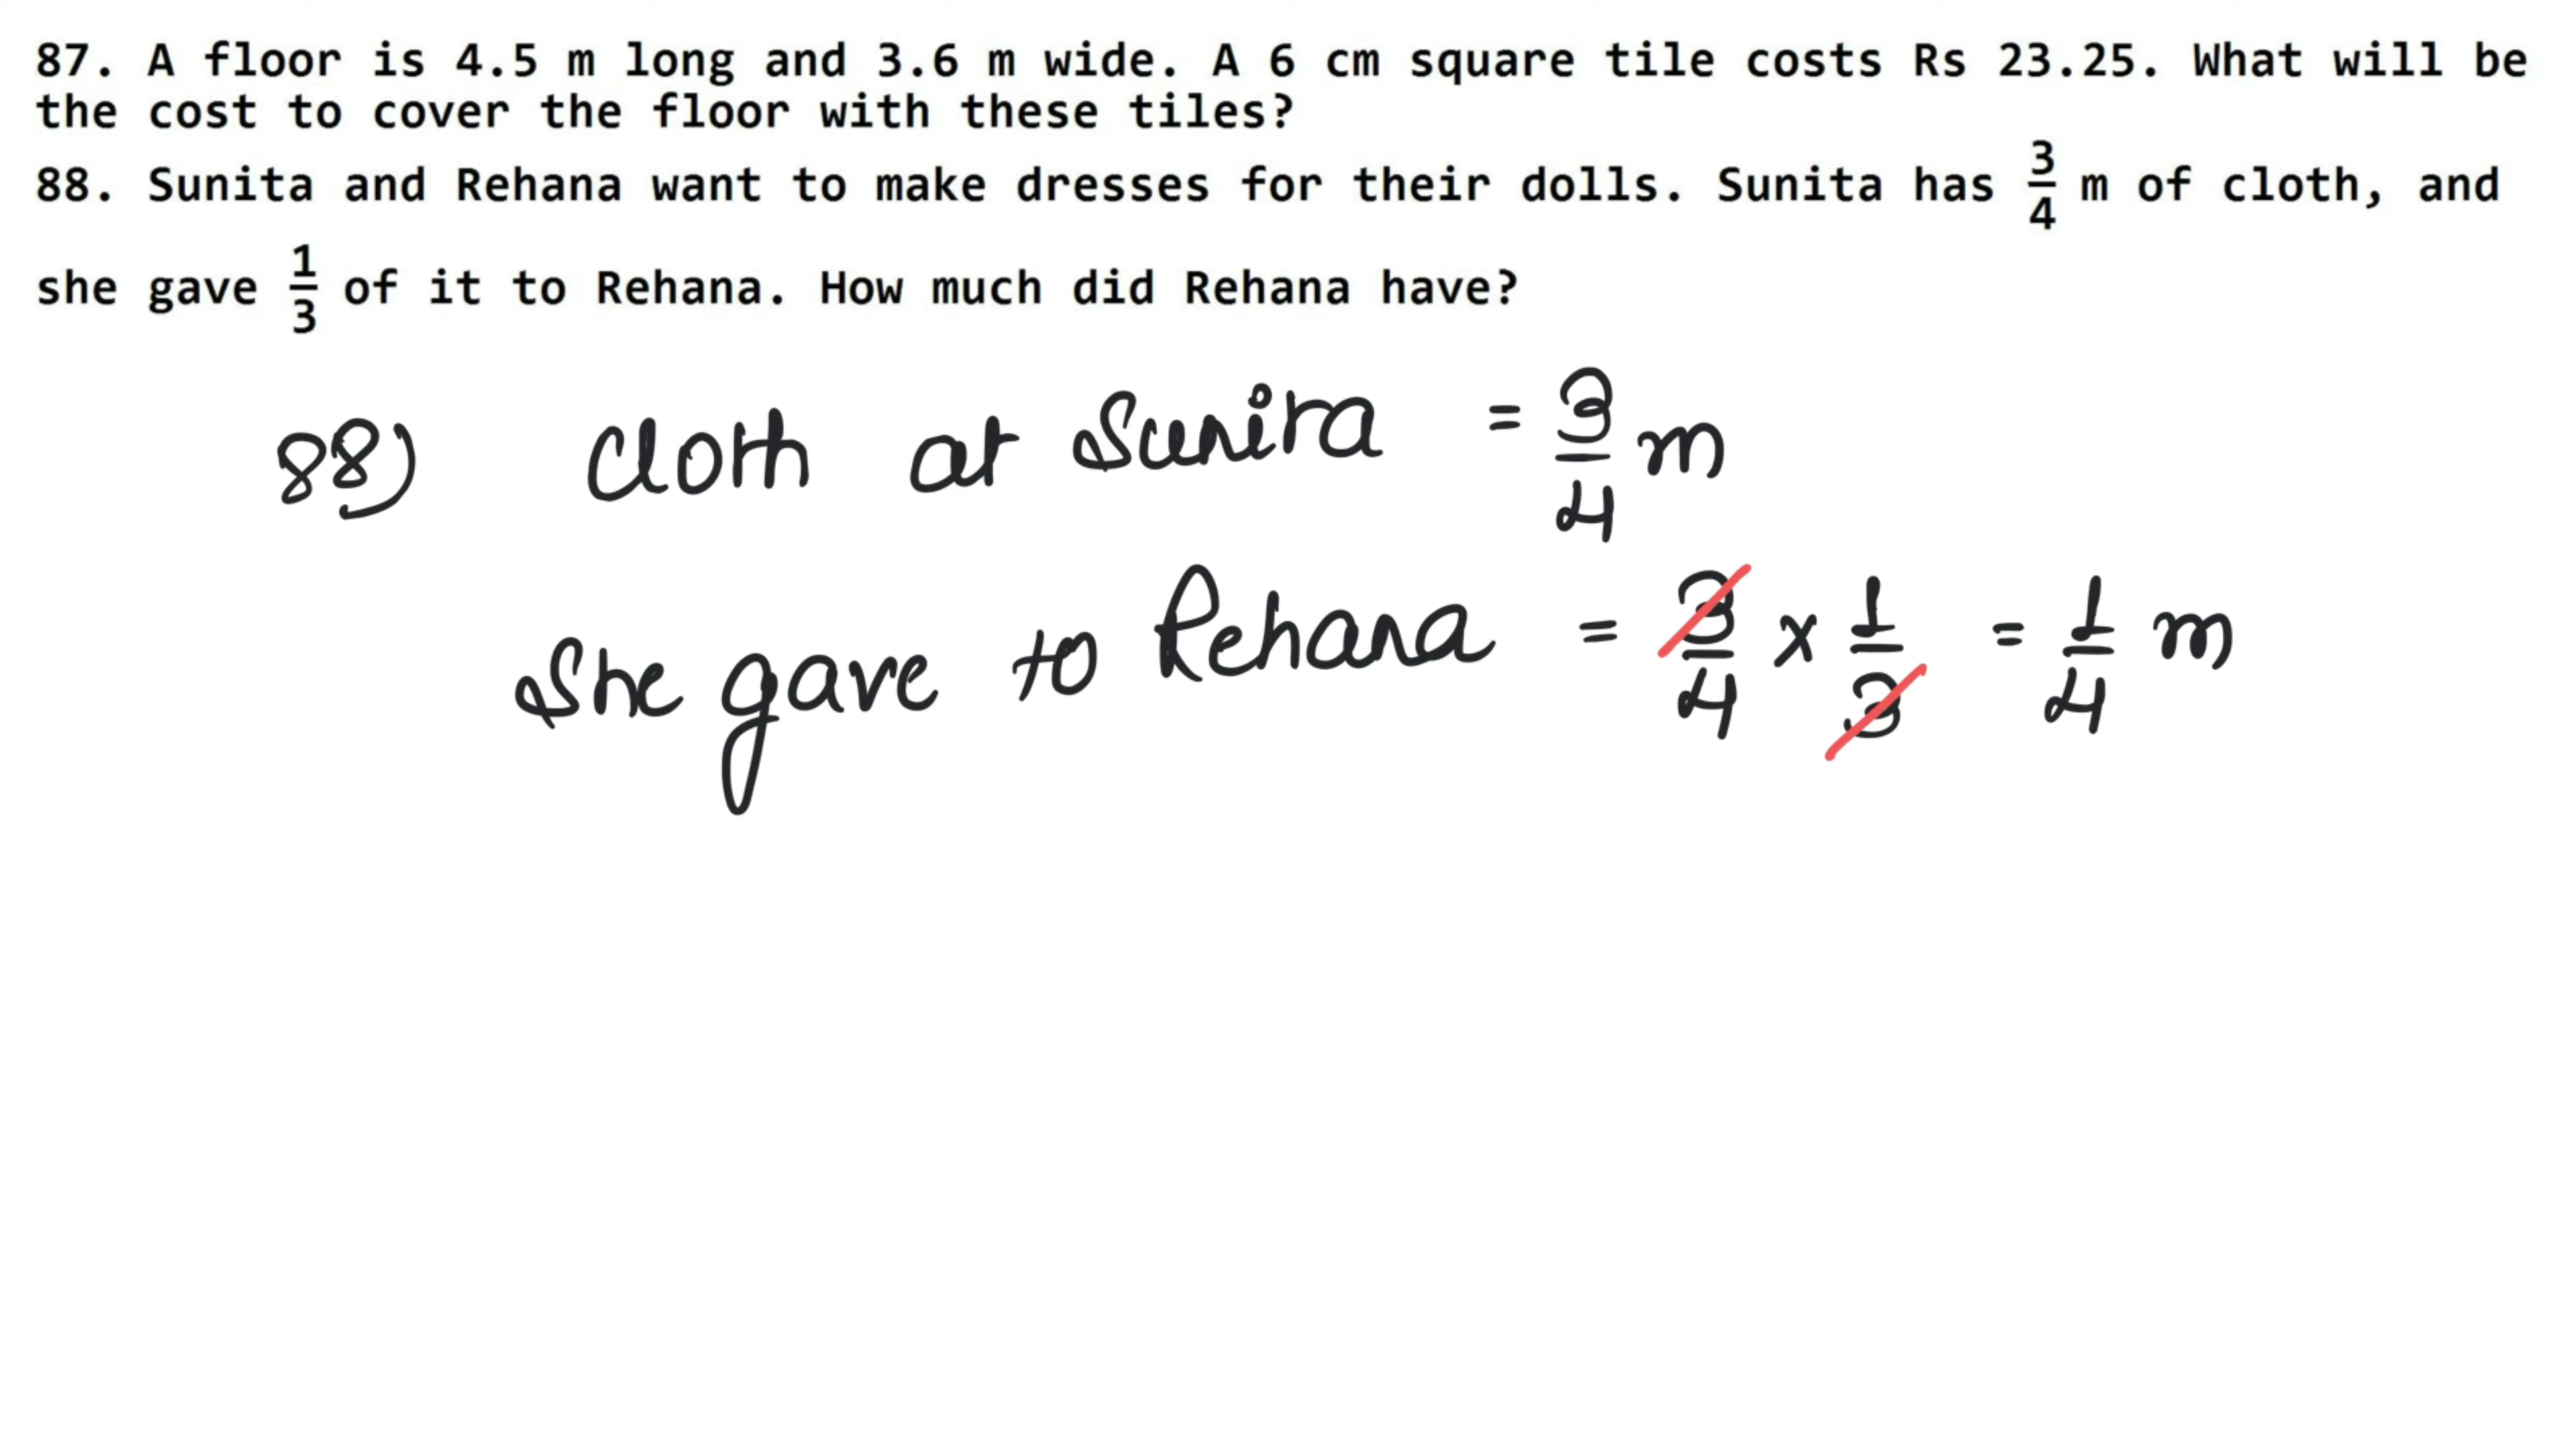 87. A floor is 4.5 m long and 3.6 m wide. A 6 cm square tile costs Rs 23.25. What will be
the cost to cover the floor with these tiles?
88. Sunita and Rehana want to make dresses for their dolls. Sunita has 3/4 m of cloth, and
she gave 1/3 of it to Rehana. How much did Rehana have?
88) Cloth at Sunita = 3/4 m
She gave to Rehana = 3/4 x 1/3 = 1/4 m